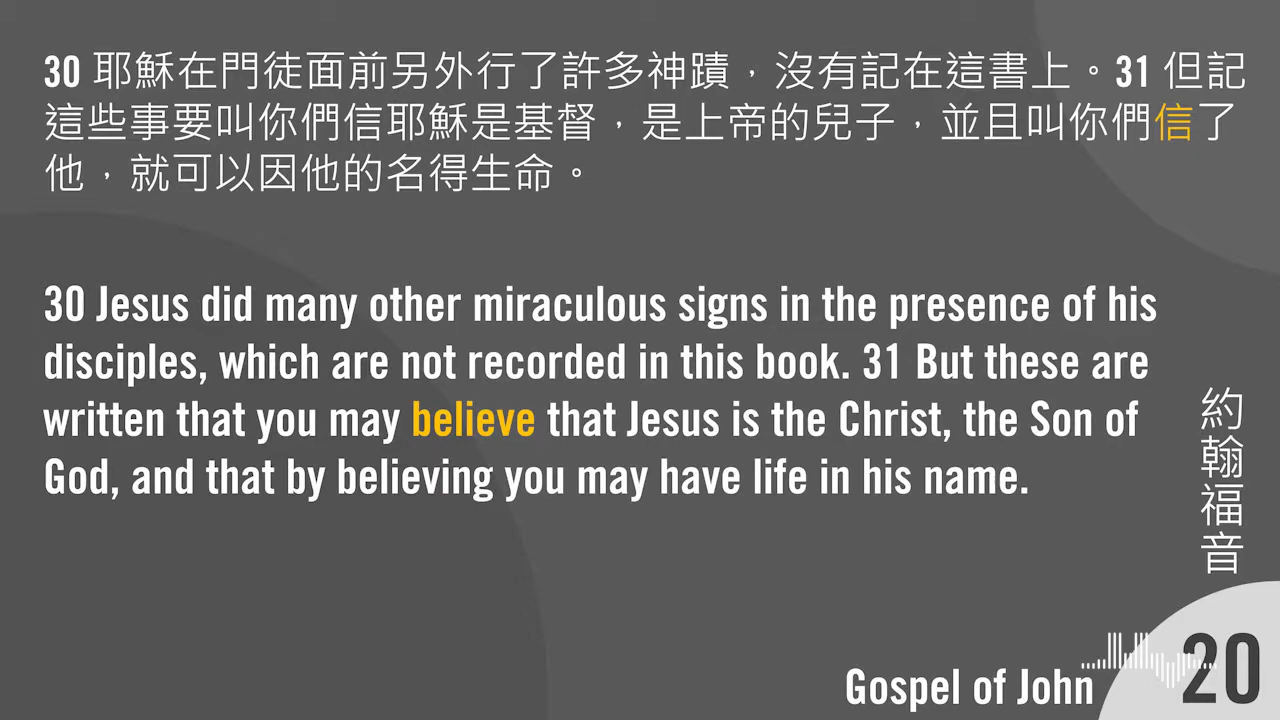 30 耶穌在門徒面前另外行了許多神蹟，沒有記在這書上。31 但記
這些事要叫你們信耶穌是基督，是上帝的兒子，並且叫你們信了
他，就可以因他的名得生命。
30 Jesus did many other miraculous signs in the presence of his
disciples, which are not recorded in this book. 31 But these are
written that you may believe that Jesus is the Christ, the Son of
God, and that by believing you may have life in his name.
約翰福音
Gospel of John
20